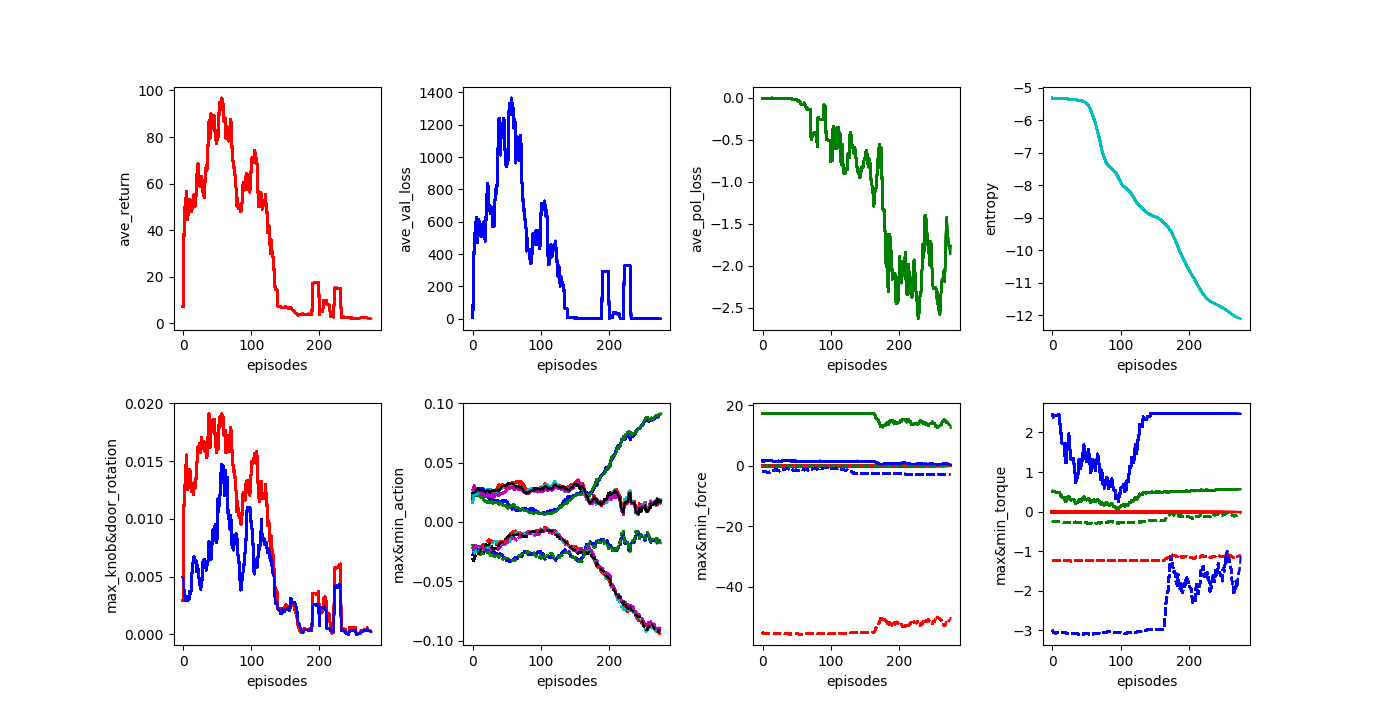 ave_return
100
80
60
40
20
0
0 100 200
episodes
ave_val_loss
1400
1200
1000
800
600
400
200
0
0 100 200
episodes
ave_pol_loss
0.0
−0.5
−1.0
−1.5
−2.0
−2.5
0 100 200
episodes
entropy
−5
−6
−7
−8
−9
−10
−11
−12
0 100 200
episodes
max_knob&door_rotation
0.020
0.015
0.010
0.005
0.000
0 100 200
episodes
max&min_action
0.10
0.05
0.00
−0.05
−0.10
0 100 200
episodes
max&min_force
20
0
−20
−40
0 100 200
episodes
max&min_torque
2
1
0
−1
−2
−3
0 100 200
episodes